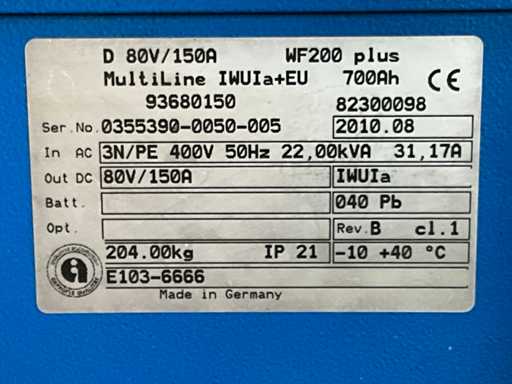 D 80V/150A WF200 plus
MultiLine IWUIa+EU 700Ah CE
93680150 82300098
Ser.No. 0355390-0050-005 2010.08
In AC 3N/PE 400V 50Hz 22,00kVA 31,17A
Out DC 80V/150A IWUIa
Batt. 040 Pb
Opt. Rev. B cl.1
204.00kg IP 21 -10 +40 °C
E103-6666
Made in Germany